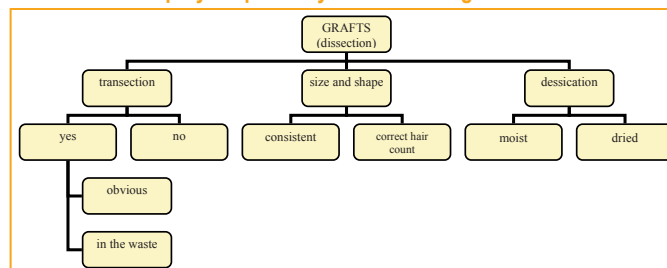 GRAFTS
(dissection)
transection
size and shape
dessication
yes
no
consistent
correct hair
count
moist
dried
obvious
in the waste